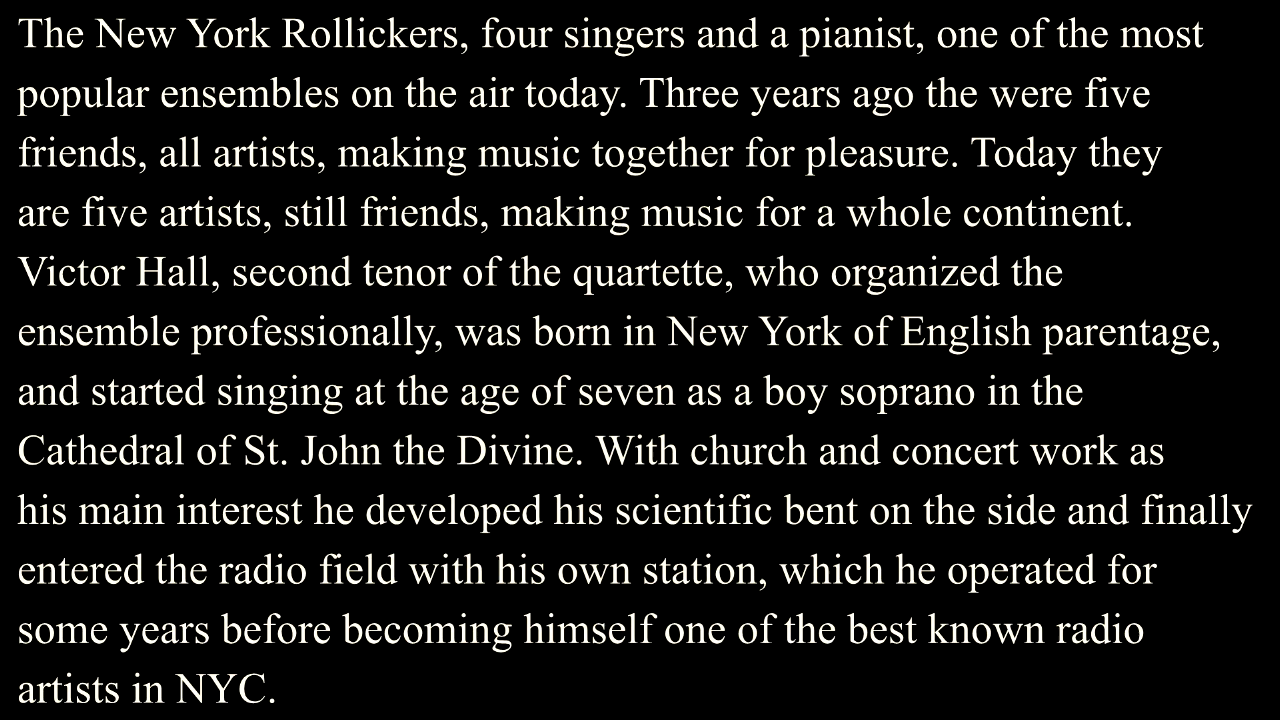 The New York Rollickers, four singers and a pianist, one of the most
popular ensembles on the air today. Three years ago the were five
friends, all artists, making music together for pleasure. Today they
are five artists, still friends, making music for a whole continent.
Victor Hall, second tenor of the quartette, who organized the
ensemble professionally, was born in New York of English parentage,
and started singing at the age of seven as a boy soprano in the
Cathedral of St. John the Divine. With church and concert work as
his main interest he developed his scientific bent on the side and finally
entered the radio field with his own station, which he operated for
some years before becoming himself one of the best known radio
artists in NYC.